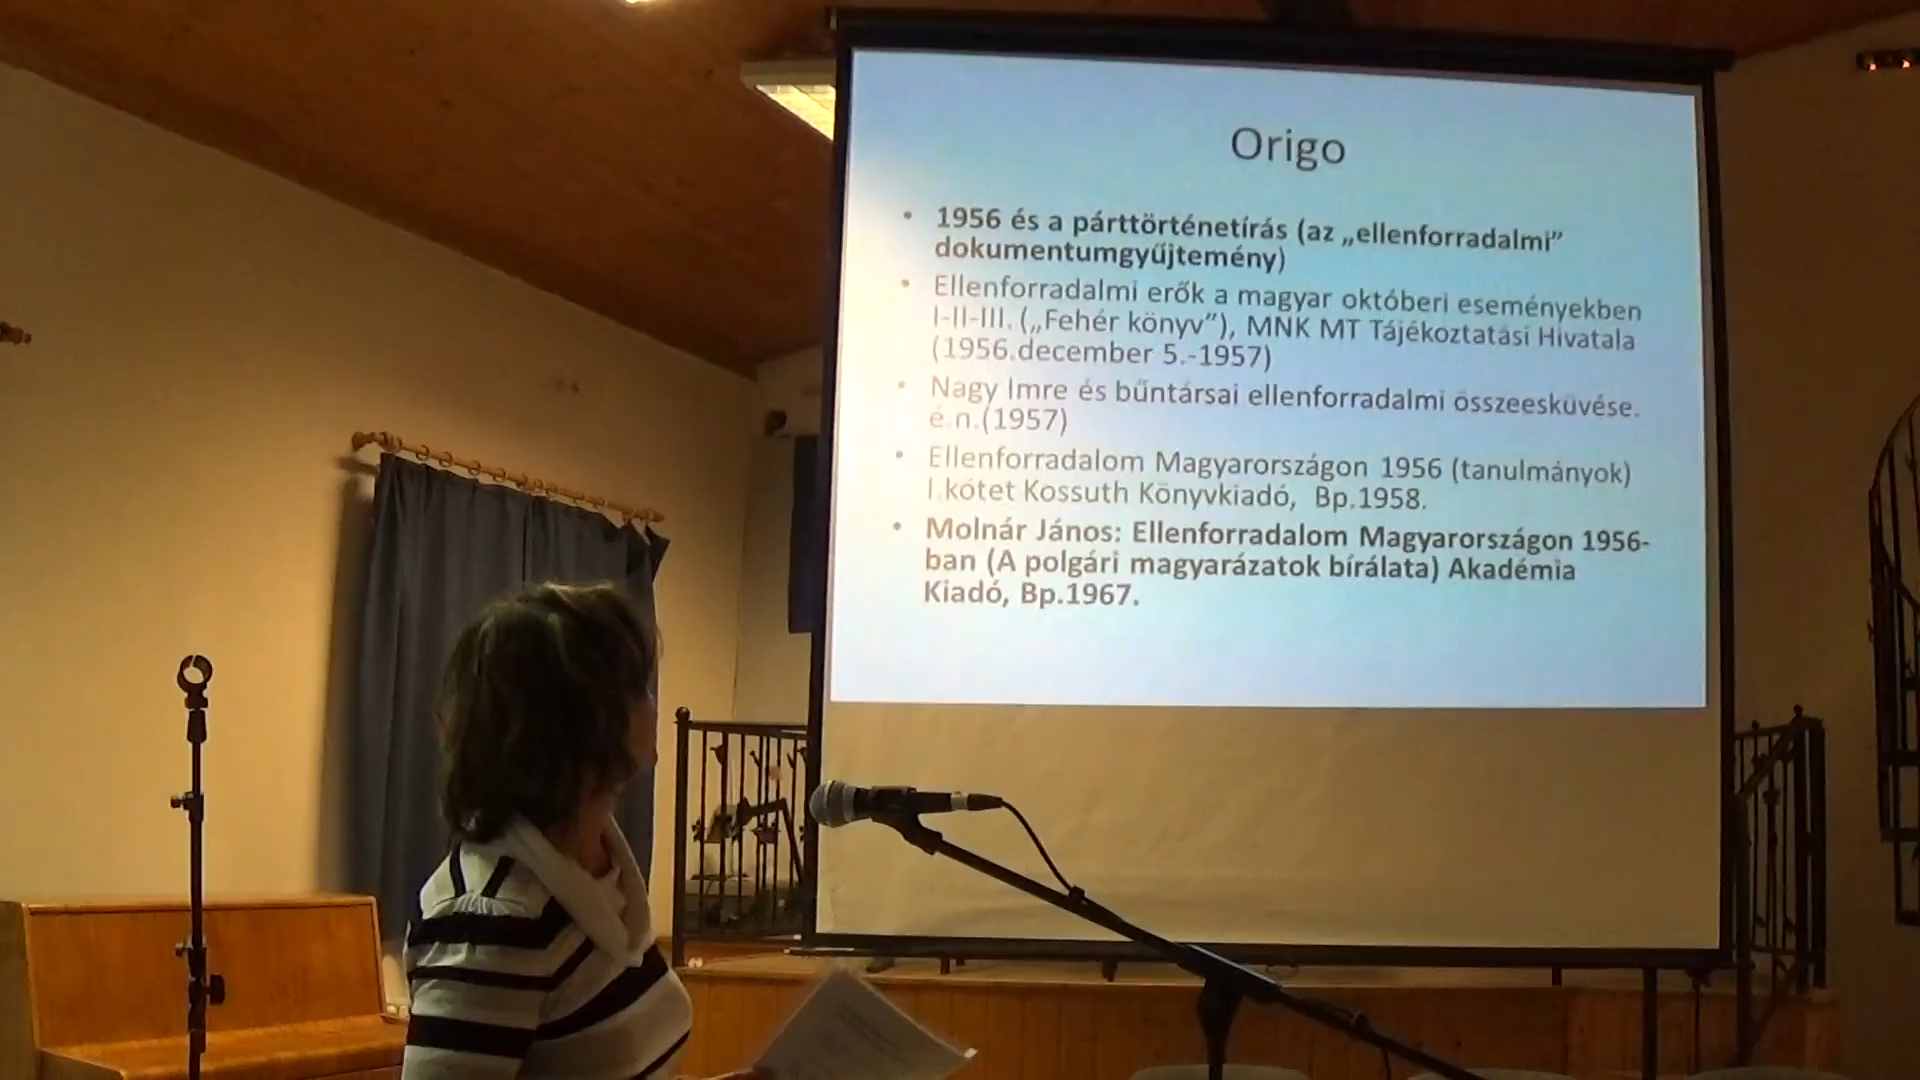 Origo
• 1956 és a párttörténetírás (az „ellenforradalmi”
dokumentumgyűjtemény)
• Ellenforradalmi erők a magyar októberi eseményekben
I-II-III. („Fehér könyv”), MNK MT Tájékoztatási Hivatala
(1956.december 5.-1957)
• Nagy Imre és bűntársai ellenforradalmi összeesküvése.
é.n.(1957)
• Ellenforradalom Magyarországon 1956 (tanulmányok)
I.kötet Kossuth Könyvkiadó, Bp.1958.
• Molnár János: Ellenforradalom Magyarországon 1956-
ban (A polgári magyarázatok bírálata) Akadémia
Kiadó, Bp.1967.